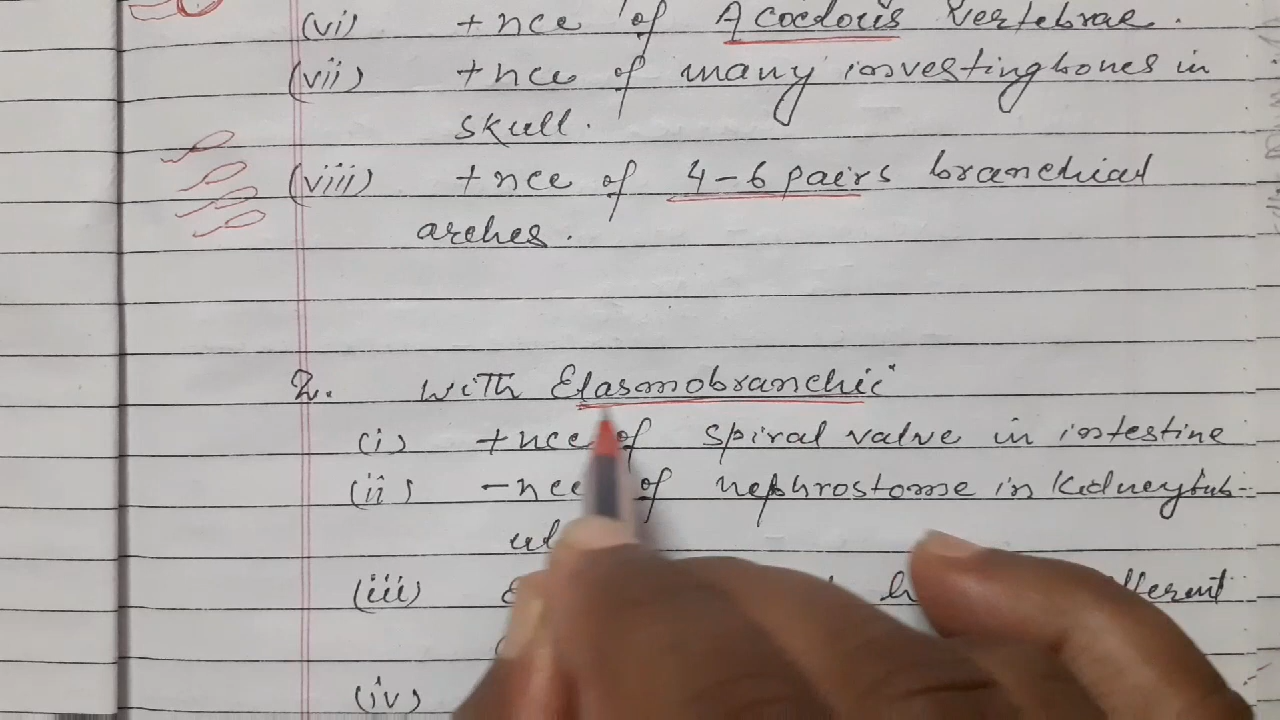 (vi) +nce of Acoelous vertebrae.
(vii) +nce of many investing bones in
skull.
(viii) +nce of 4-6 pairs branchial
arches.
2. with Elasmobranchii
(i) +nce of spiral valve in intestine
(ii) -nce of nephrostome in kidney tub-
ul
(iii)
(iv)